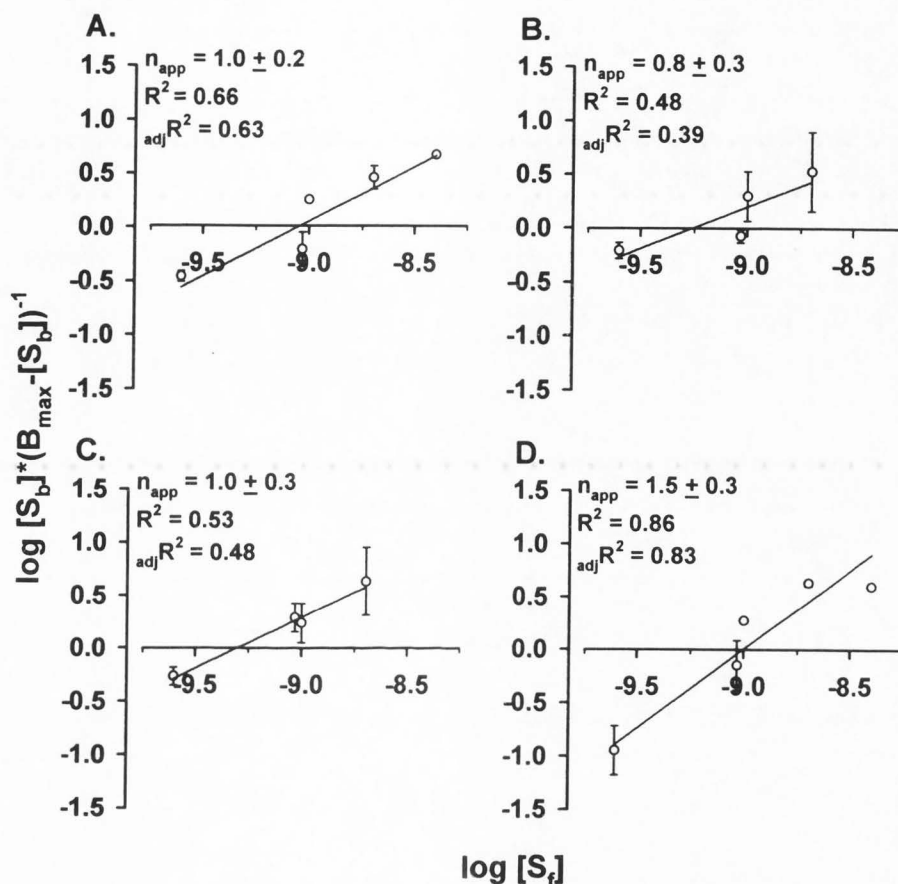 A.
n_app = 1.0 ± 0.2
R² = 0.66
adjR² = 0.63
1.5
1.0
0.5
0.0
-0.5
-1.0
-1.5
-9.5
-9.0
-8.5
B.
n_app = 0.8 ± 0.3
R² = 0.48
adjR² = 0.39
1.5
1.0
0.5
0.0
-0.5
-1.0
-1.5
-9.5
-9.0
-8.5
log [S_b]*(B_max-[S_b])⁻¹
C.
n_app = 1.0 ± 0.3
R² = 0.53
adjR² = 0.48
1.5
1.0
0.5
0.0
-0.5
-1.0
-1.5
-9.5
-9.0
-8.5
D.
n_app = 1.5 ± 0.3
R² = 0.86
adjR² = 0.83
1.5
1.0
0.5
0.0
-0.5
-1.0
-1.5
-9.5
-9.0
-8.5
log [S_f]